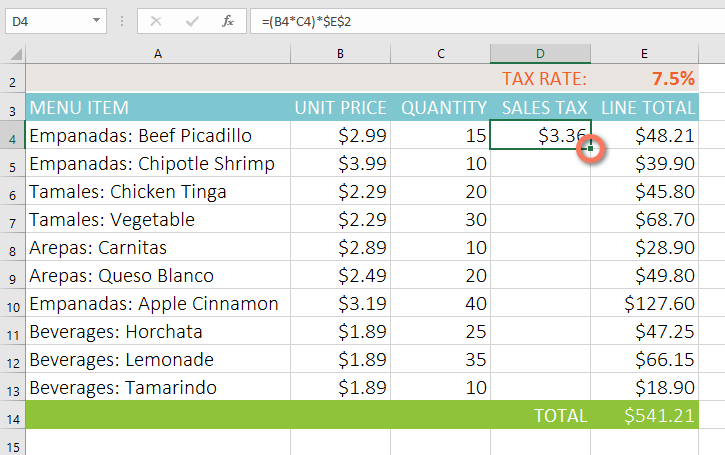 D4 fx =(B4*C4)*$E$2
A B C D E
2 TAX RATE: 7.5%
3 MENU ITEM UNIT PRICE QUANTITY SALES TAX LINE TOTAL
4 Empanadas: Beef Picadillo $2.99 15 $3.36 $48.21
5 Empanadas: Chipotle Shrimp $3.99 10 $39.90
6 Tamales: Chicken Tinga $2.29 20 $45.80
7 Tamales: Vegetable $2.29 30 $68.70
8 Arepas: Carnitas $2.89 10 $28.90
9 Arepas: Queso Blanco $2.49 20 $49.80
10 Empanadas: Apple Cinnamon $3.19 40 $127.60
11 Beverages: Horchata $1.89 25 $47.25
12 Beverages: Lemonade $1.89 35 $66.15
13 Beverages: Tamarindo $1.89 10 $18.90
14 TOTAL $541.21
15